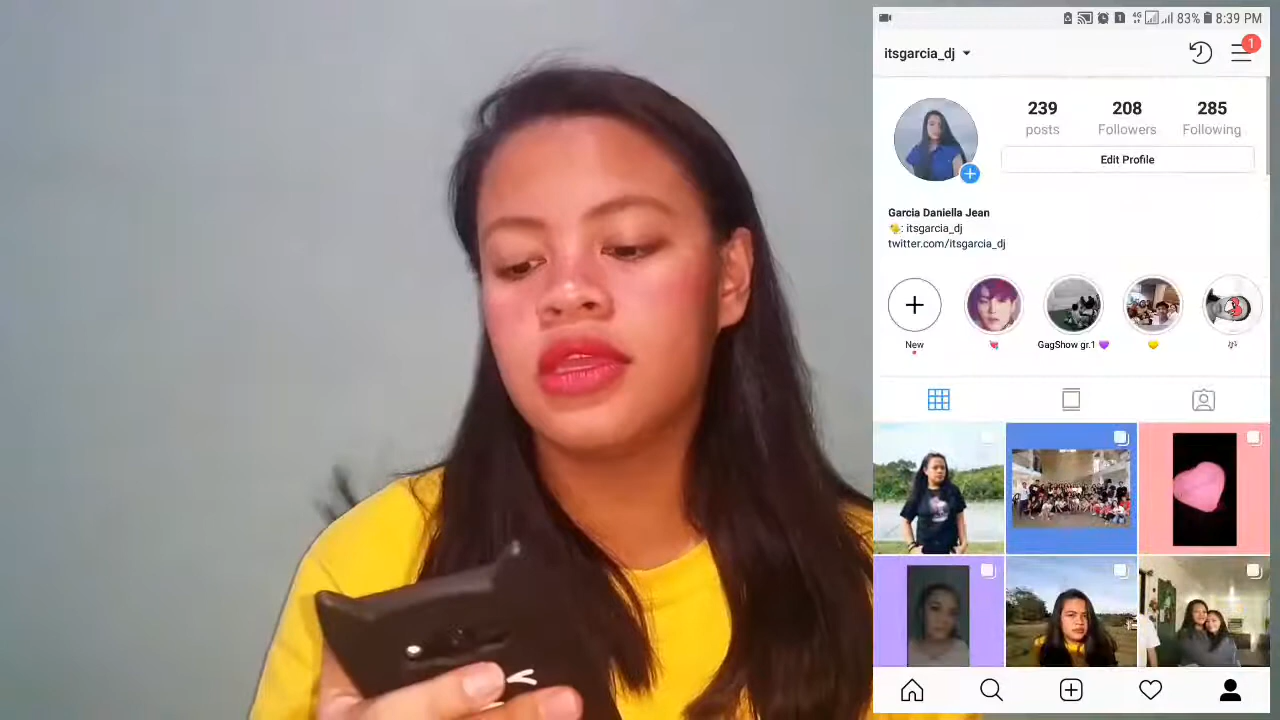 83% 8:39 PM
itsgarcia_dj
1
239 208 285
posts Followers Following
Edit Profile
Garcia Daniella Jean
: itsgarcia_dj
twitter.com/itsgarcia_dj
New GagShow gr.1